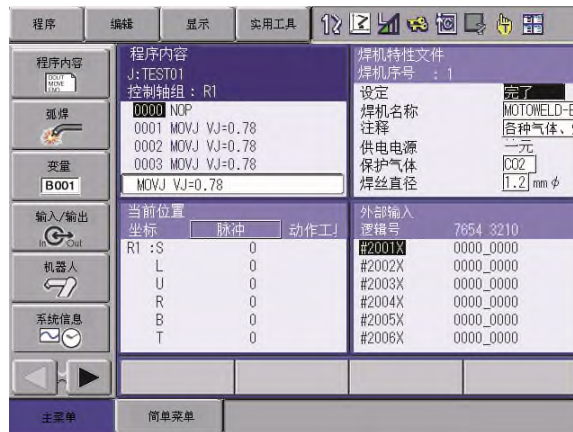 程序 编辑 显示 实用工具
程序内容
弧焊
变量
B001
输入/输出
In Out
机器人
系统信息
主菜单 简单菜单
程序内容
J:TEST01
控制轴组: R1
0000 NOP
0001 MOVJ VJ=0.78
0002 MOVJ VJ=0.78
0003 MOVJ VJ=0.78
MOVJ VJ=0.78
焊机特性文件
焊机序号 : 1
设定 完了
焊机名称 MOTOWELD-E
注释 各种气体、
供电电源 一元
保护气体 CO2
焊丝直径 1.2 mmφ
当前位置
坐标 脉冲 动作工
R1 :S 0
L 0
U 0
R 0
B 0
T 0
外部输入
逻辑号 7654 3210
#2001X 0000_0000
#2002X 0000_0000
#2003X 0000_0000
#2004X 0000_0000
#2005X 0000_0000
#2006X 0000_0000